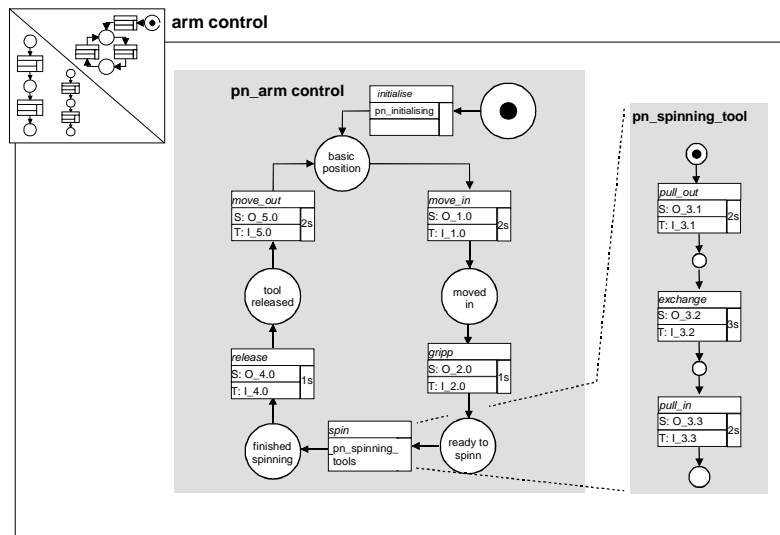 arm control
pn_arm control
initialise
pn_initialising
pn_spinning_tool
basic
position
move_out
S: O_5.0
T: I_5.0
2s
move_in
S: O_1.0
T: I_1.0
2s
pull_out
S: O_3.1
T: I_3.1
2s
tool
released
moved
in
exchange
S: O_3.2
T: I_3.2
3s
release
S: O_4.0
T: I_4.0
1s
gripp
S: O_2.0
T: I_2.0
1s
pull_in
S: O_3.3
T: I_3.3
2s
finished
spinning
spin
_pn_spinning_
tools
ready to
spinn